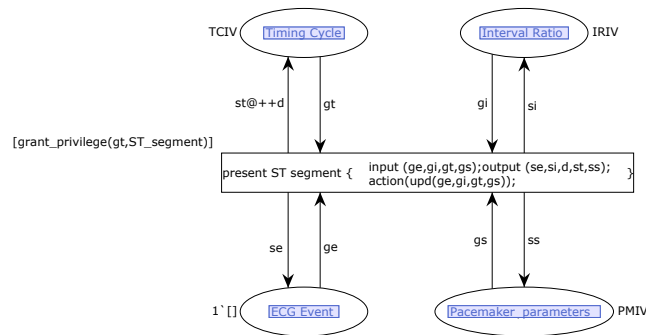 TCIV
Timing Cycle
Interval Ratio
IRIV
st@++d
gt
gi
si
[grant_privilege(gt,ST_segment)]
present ST segment {
input (ge,gi,gt,gs);output (se,si,d,st,ss);
action(upd(ge,gi,gt,gs));
}
se
ge
gs
ss
1`[]
ECG Event
Pacemaker_parameters
PMIV